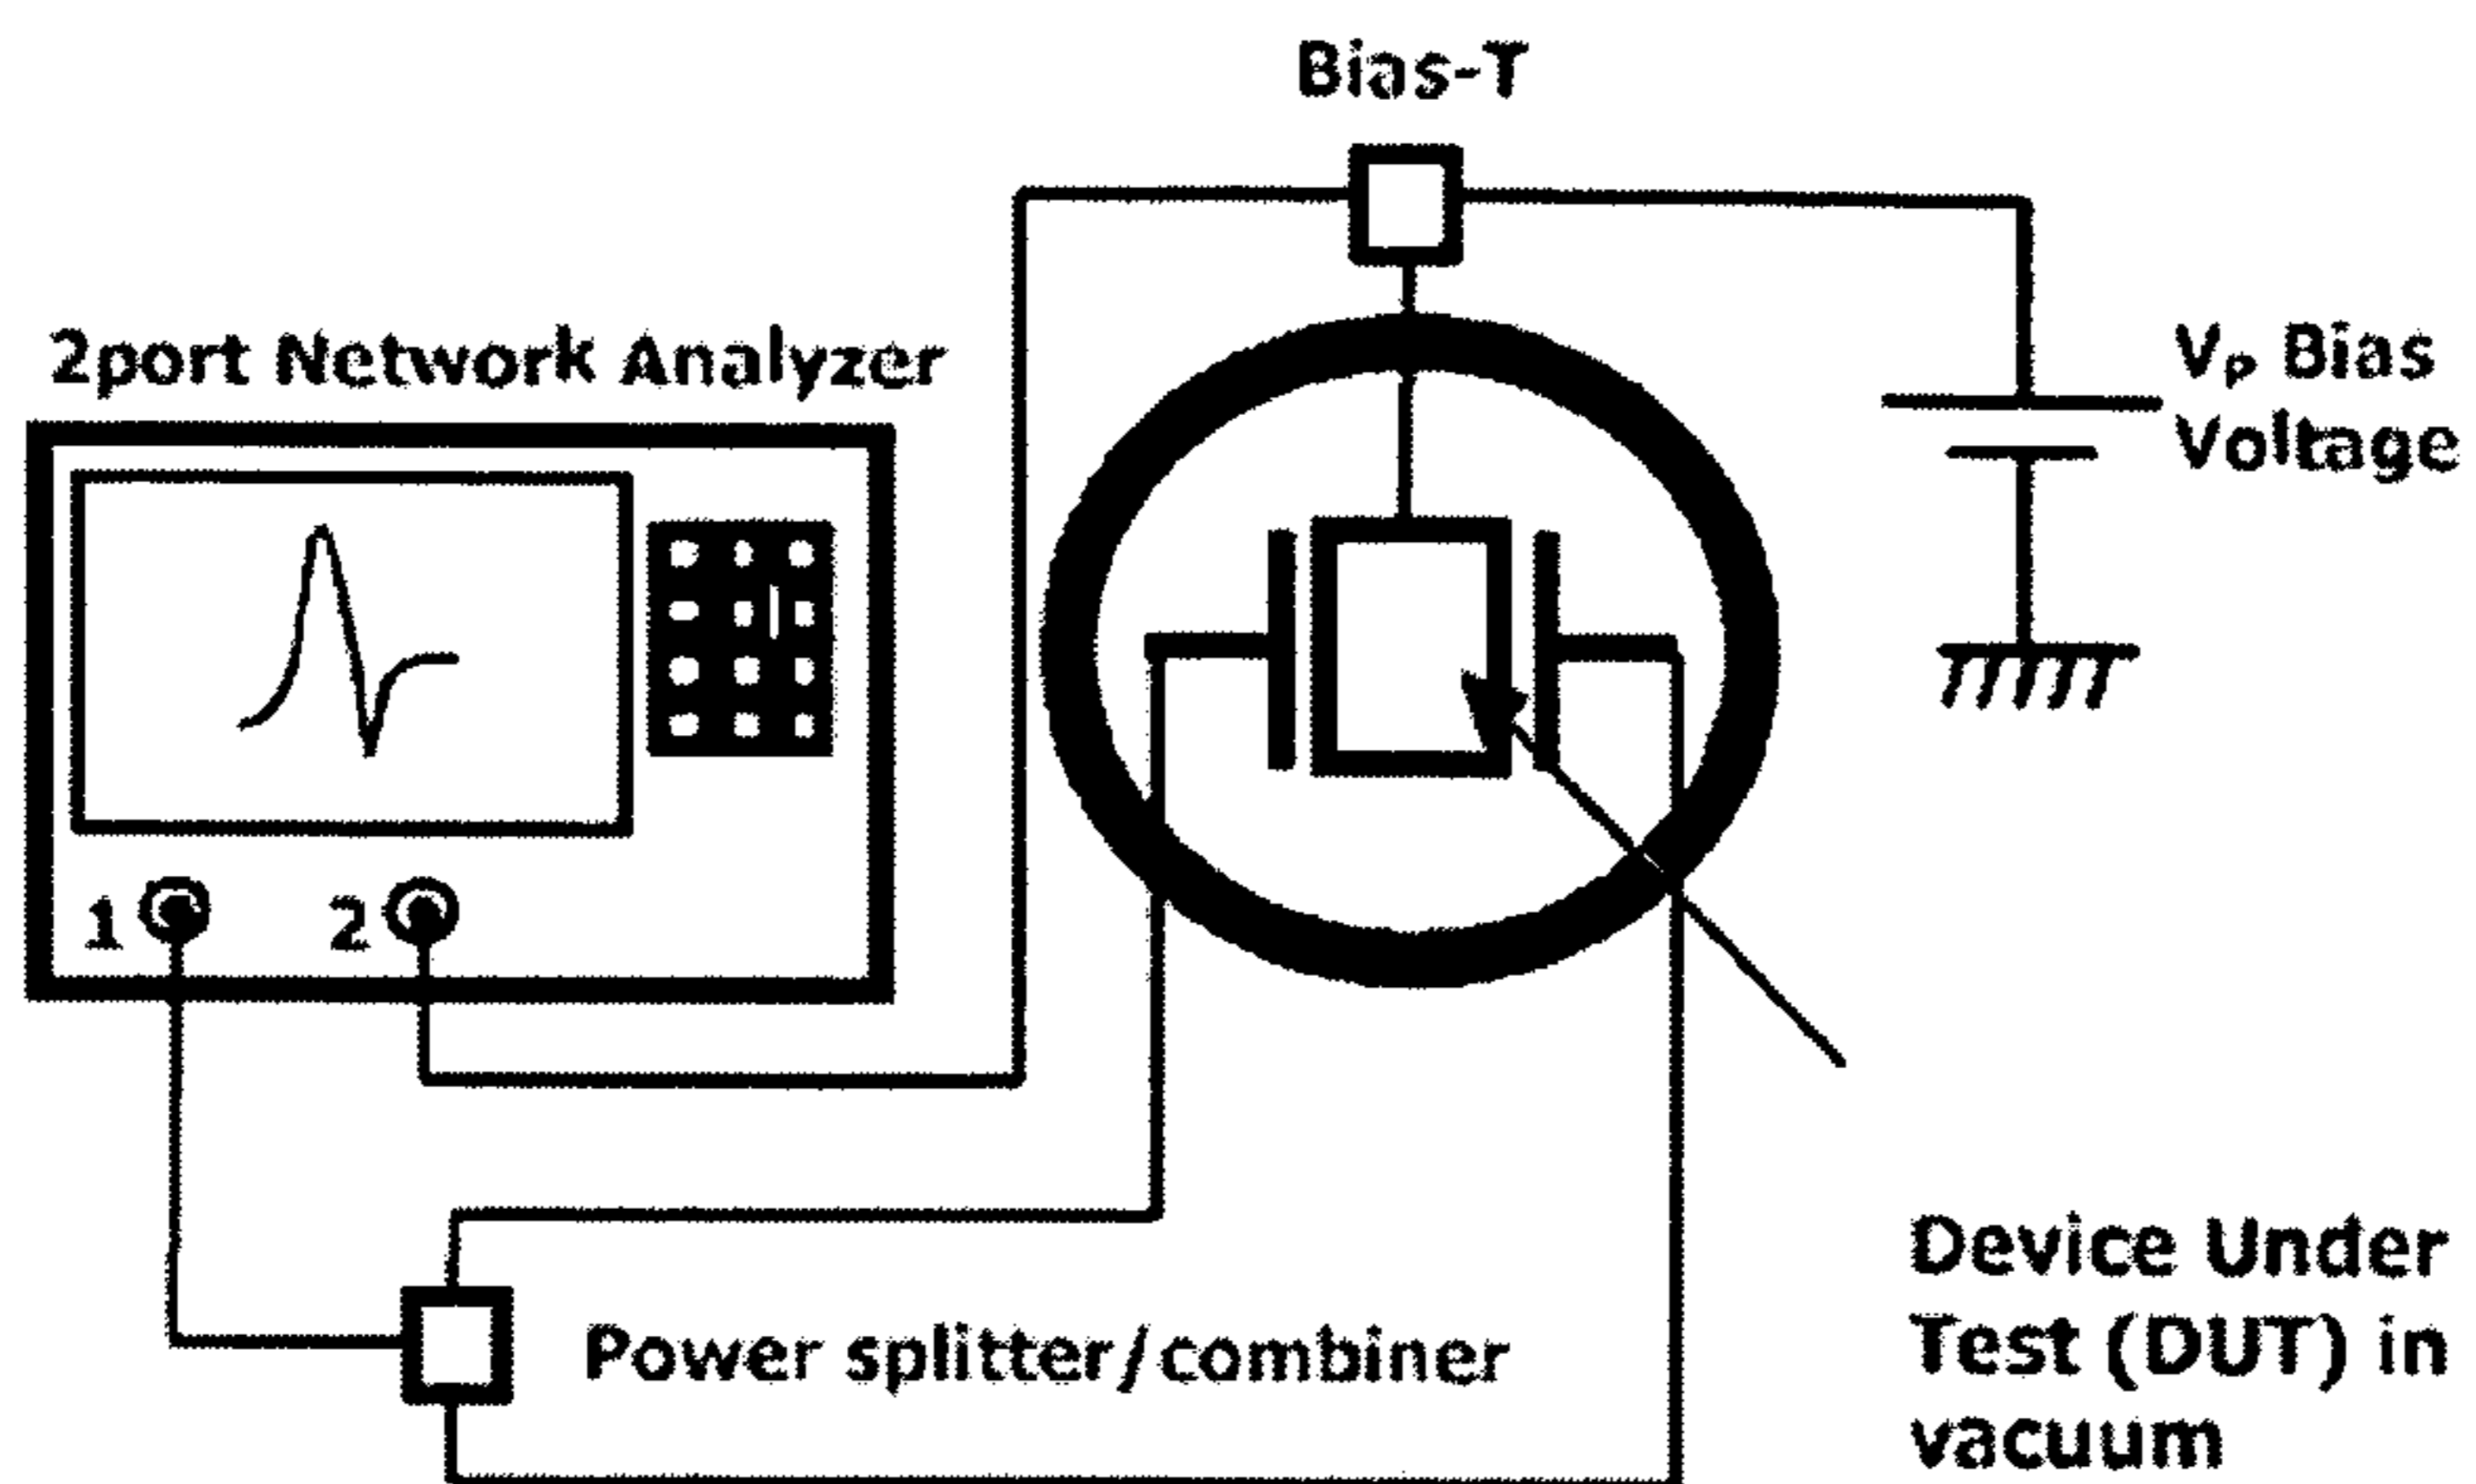 Bias-T
2port Network Analyzer
Vₚ Bias
Voltage
1
2
Power splitter/combiner
Device Under
Test (DUT) in
vacuum